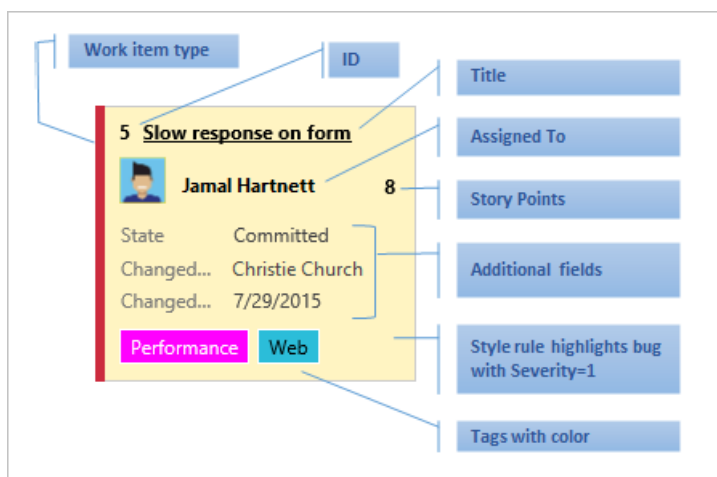 Work item type
ID
Title
5 Slow response on form
Assigned To
Jamal Hartnett 8
Story Points
State Committed
Changed... Christie Church
Additional fields
Changed... 7/29/2015
Performance Web
Style rule highlights bug
with Severity=1
Tags with color